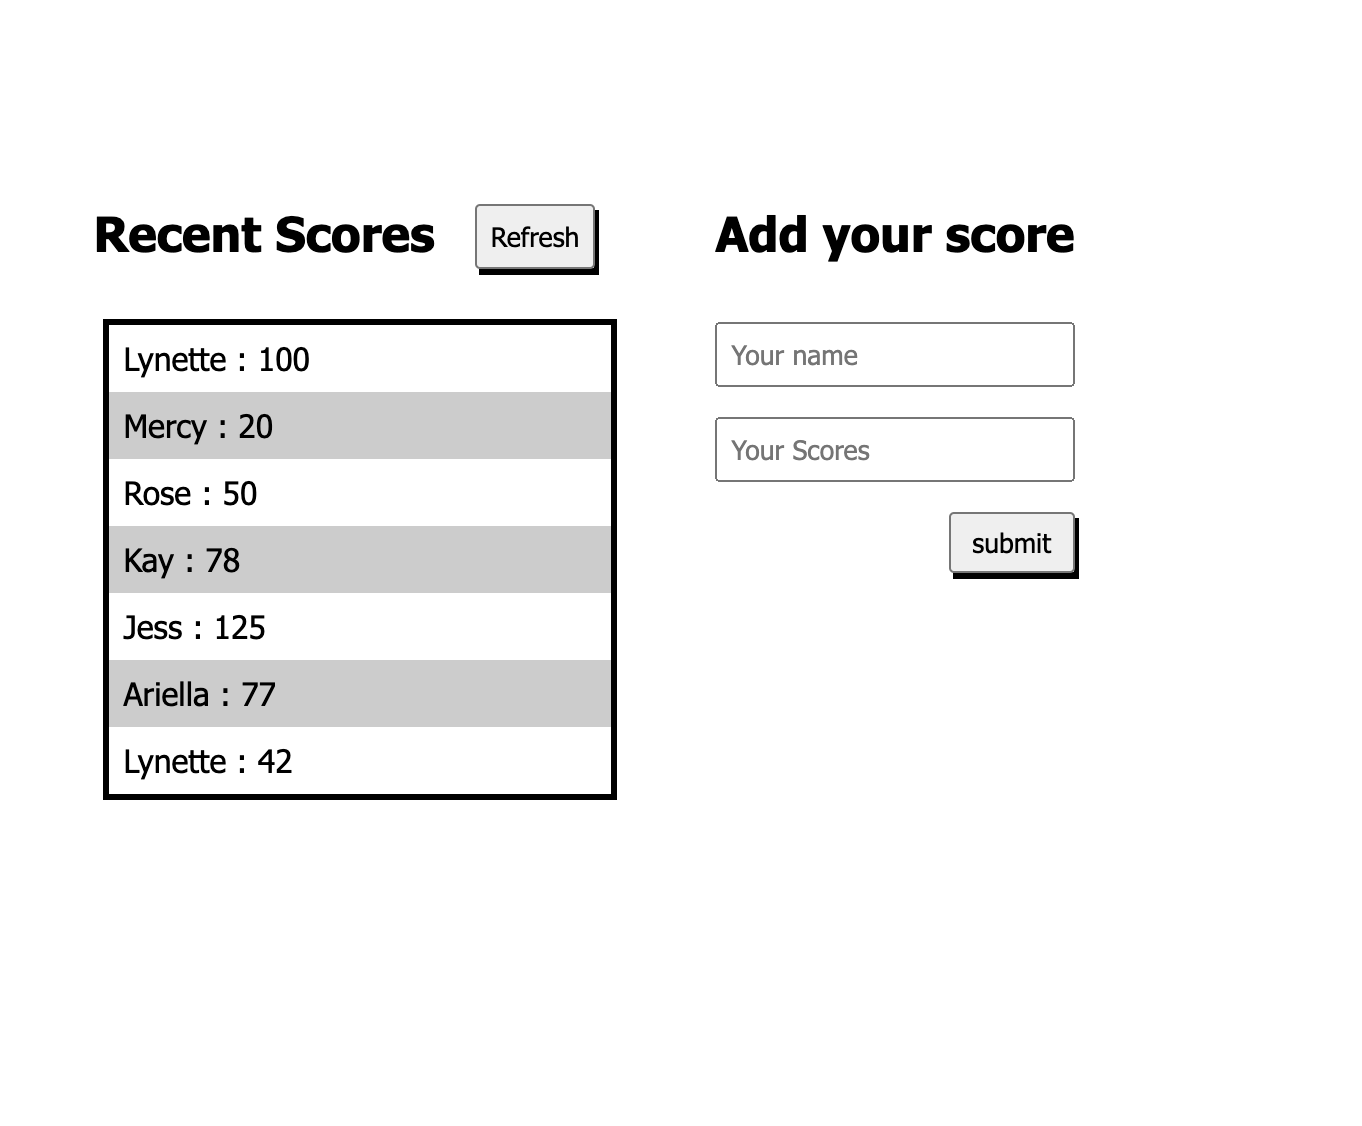 Recent Scores
Refresh
Lynette : 100
Mercy : 20
Rose : 50
Kay : 78
Jess : 125
Ariella : 77
Lynette : 42
Add your score
Your name
Your Scores
submit